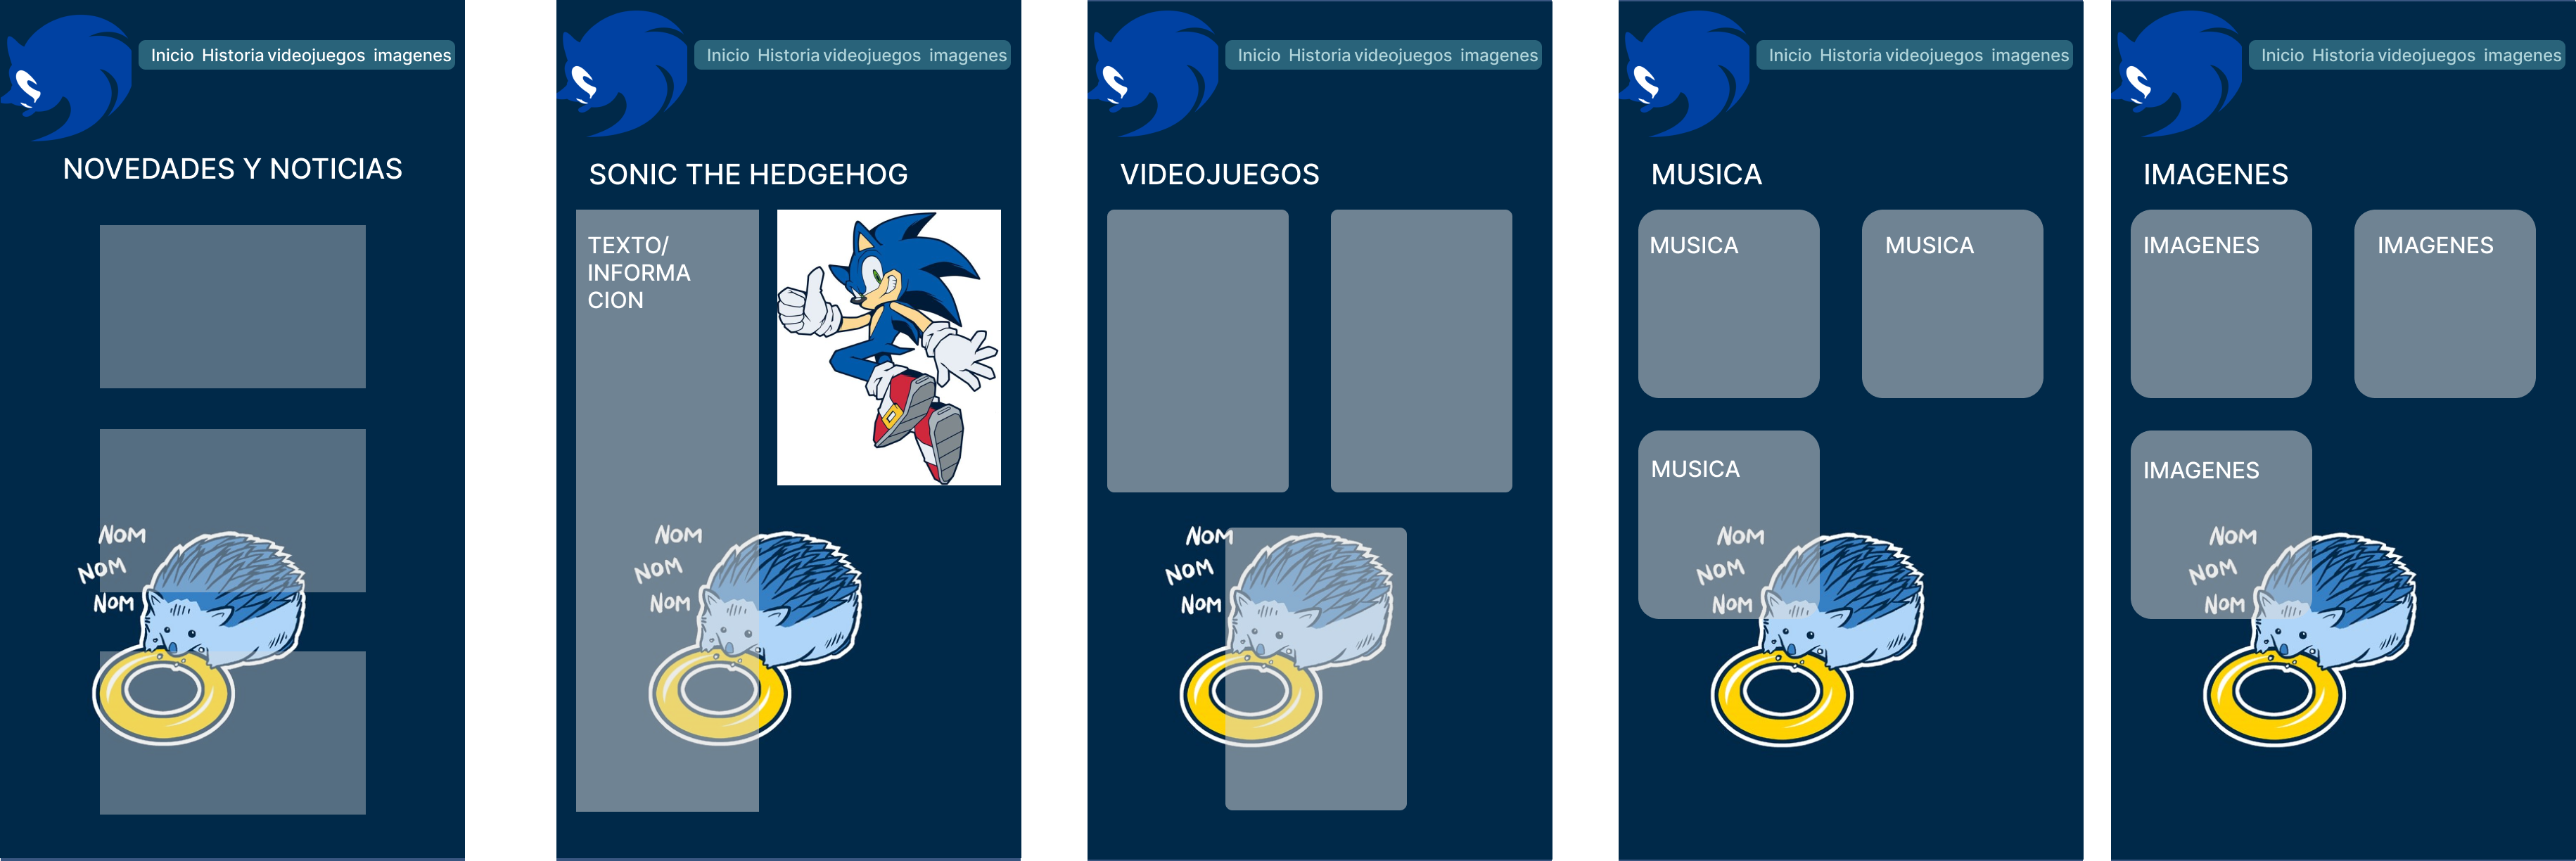 Inicio Historia videojuegos imagenes
NOVEDADES Y NOTICIAS
NOM
NOM
NOM
Inicio Historia videojuegos imagenes
SONIC THE HEDGEHOG
TEXTO/
INFORMA
CION
NOM
NOM
NOM
Inicio Historia videojuegos imagenes
VIDEOJUEGOS
NOM
NOM
NOM
Inicio Historia videojuegos imagenes
MUSICA
MUSICA
MUSICA
MUSICA
NOM
NOM
NOM
Inicio Historia videojuegos imagenes
IMAGENES
IMAGENES
IMAGENES
IMAGENES
NOM
NOM
NOM